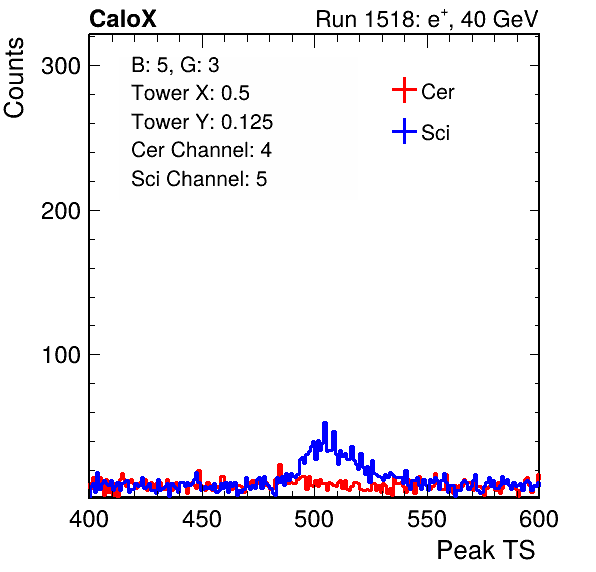 CaloX Run 1518: e⁺, 40 GeV
Counts
B: 5, G: 3
Tower X: 0.5
Tower Y: 0.125
Cer Channel: 4
Sci Channel: 5
Cer
Sci
300
200
100
400 450 500 550 600
Peak TS